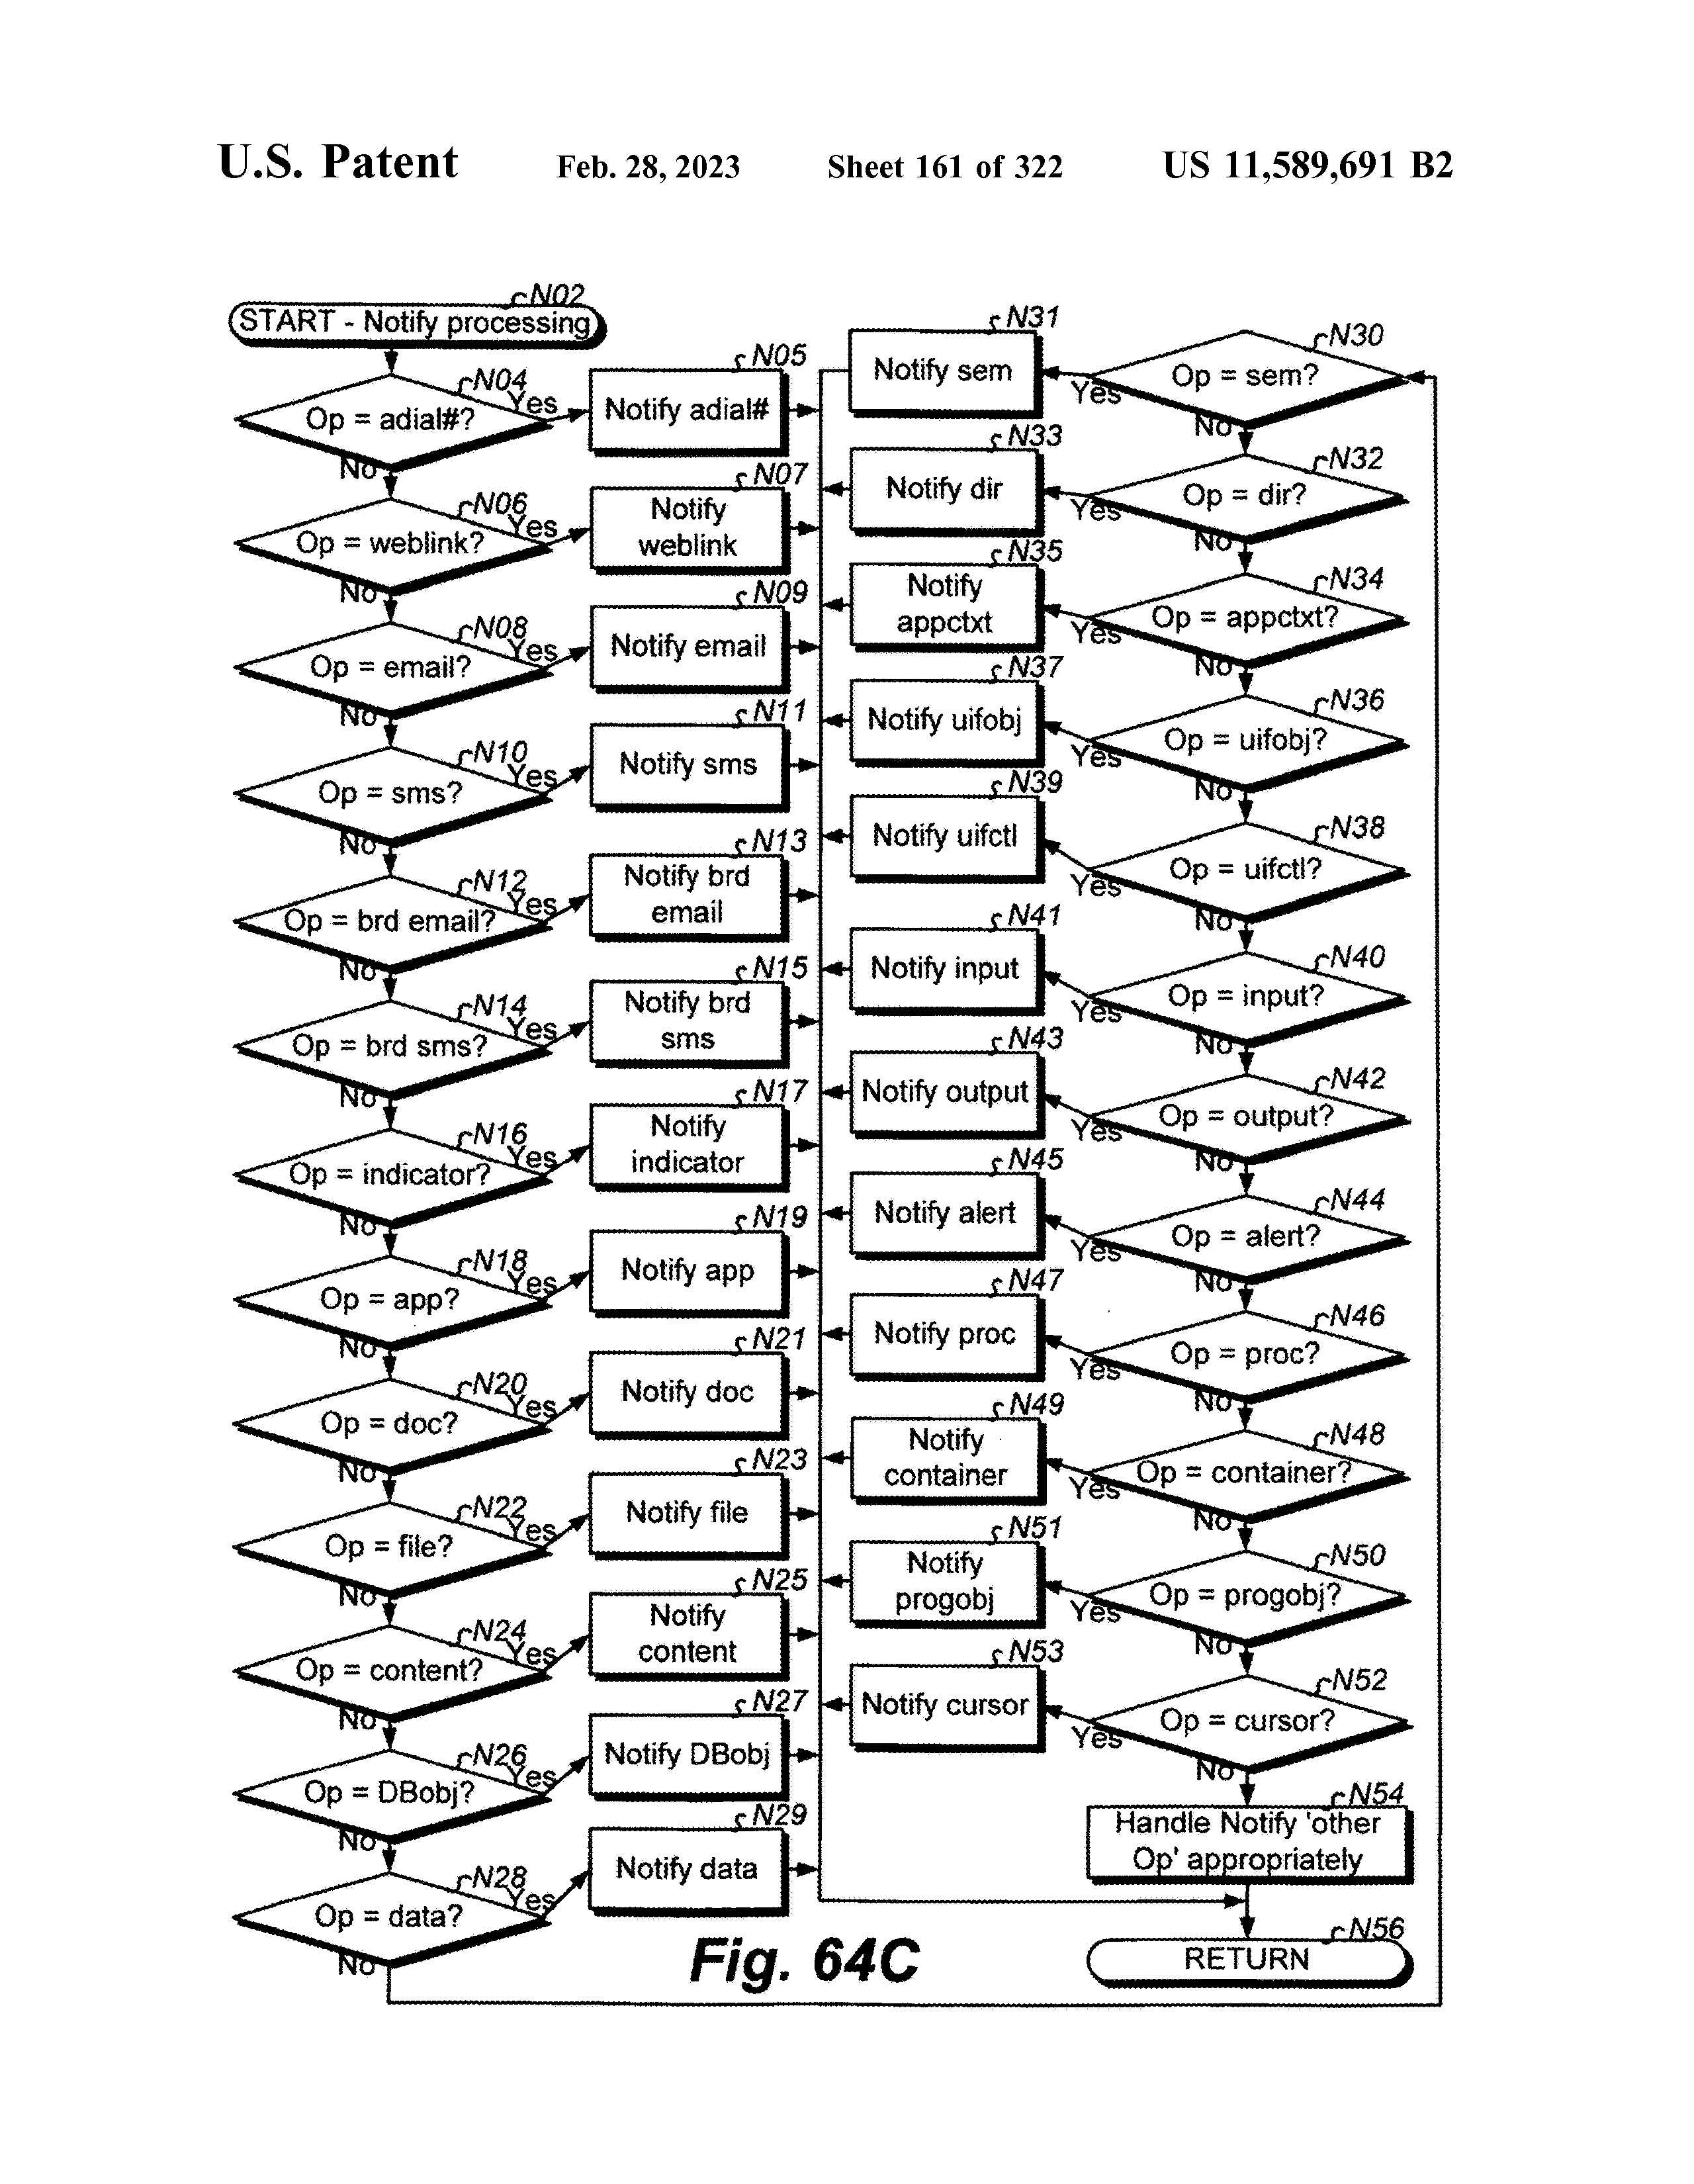 U.S. Patent Feb. 28, 2023 Sheet 161 of 322 US 11,589,691 B2
N02
START - Notify processing
N04
Op = adial#?
Yes
No
N05
Notify adial#
N06
Op = weblink?
Yes
No
N07
Notify
weblink
N08
Op = email?
Yes
No
N09
Notify email
N10
Op = sms?
Yes
No
N11
Notify sms
N12
Op = brd email?
Yes
No
N13
Notify brd
email
N14
Op = brd sms?
Yes
No
N15
Notify brd
sms
N16
Op = indicator?
Yes
No
N17
Notify
indicator
N18
Op = app?
Yes
No
N19
Notify app
N20
Op = doc?
Yes
No
N21
Notify doc
N22
Op = file?
Yes
No
N23
Notify file
N24
Op = content?
Yes
No
N25
Notify
content
N26
Op = DBobj?
Yes
No
N27
Notify DBobj
N28
Op = data?
Yes
No
N29
Notify data
N30
Op = sem?
Yes
No
N31
Notify sem
N32
Op = dir?
Yes
No
N33
Notify dir
N34
Op = appctxt?
Yes
No
N35
Notify
appctxt
N36
Op = uifobj?
Yes
No
N37
Notify uifobj
N38
Op = uifctl?
Yes
No
N39
Notify uifctl
N40
Op = input?
Yes
No
N41
Notify input
N42
Op = output?
Yes
No
N43
Notify output
N44
Op = alert?
Yes
No
N45
Notify alert
N46
Op = proc?
Yes
No
N47
Notify proc
N48
Op = container?
Yes
No
N49
Notify
container
N50
Op = progobj?
Yes
No
N51
Notify
progobj
N52
Op = cursor?
Yes
No
N53
Notify cursor
N54
Handle Notify 'other
Op' appropriately
N56
RETURN
Fig. 64C